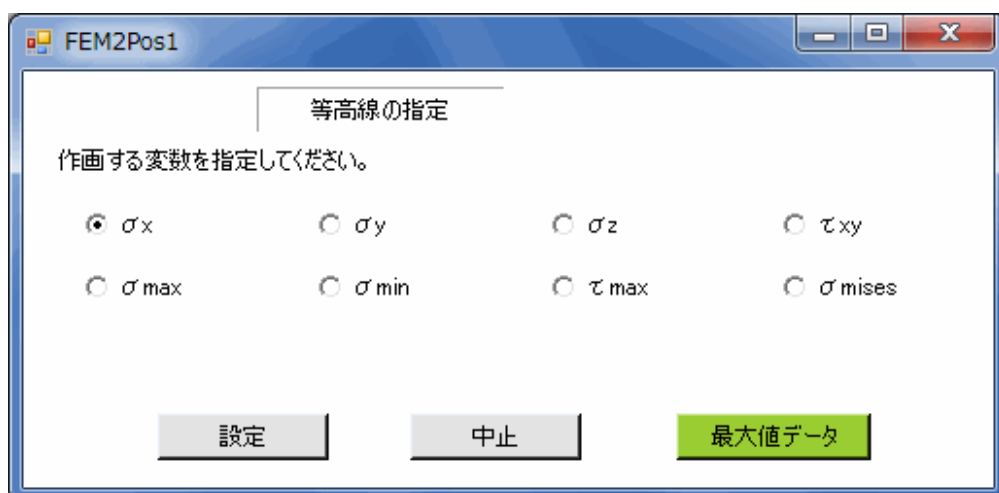 FEM2Pos1
等高線の指定
作画する変数を指定してください。
σx σy σz τxy
σmax σmin τmax σmises
設定 中止 最大値データ